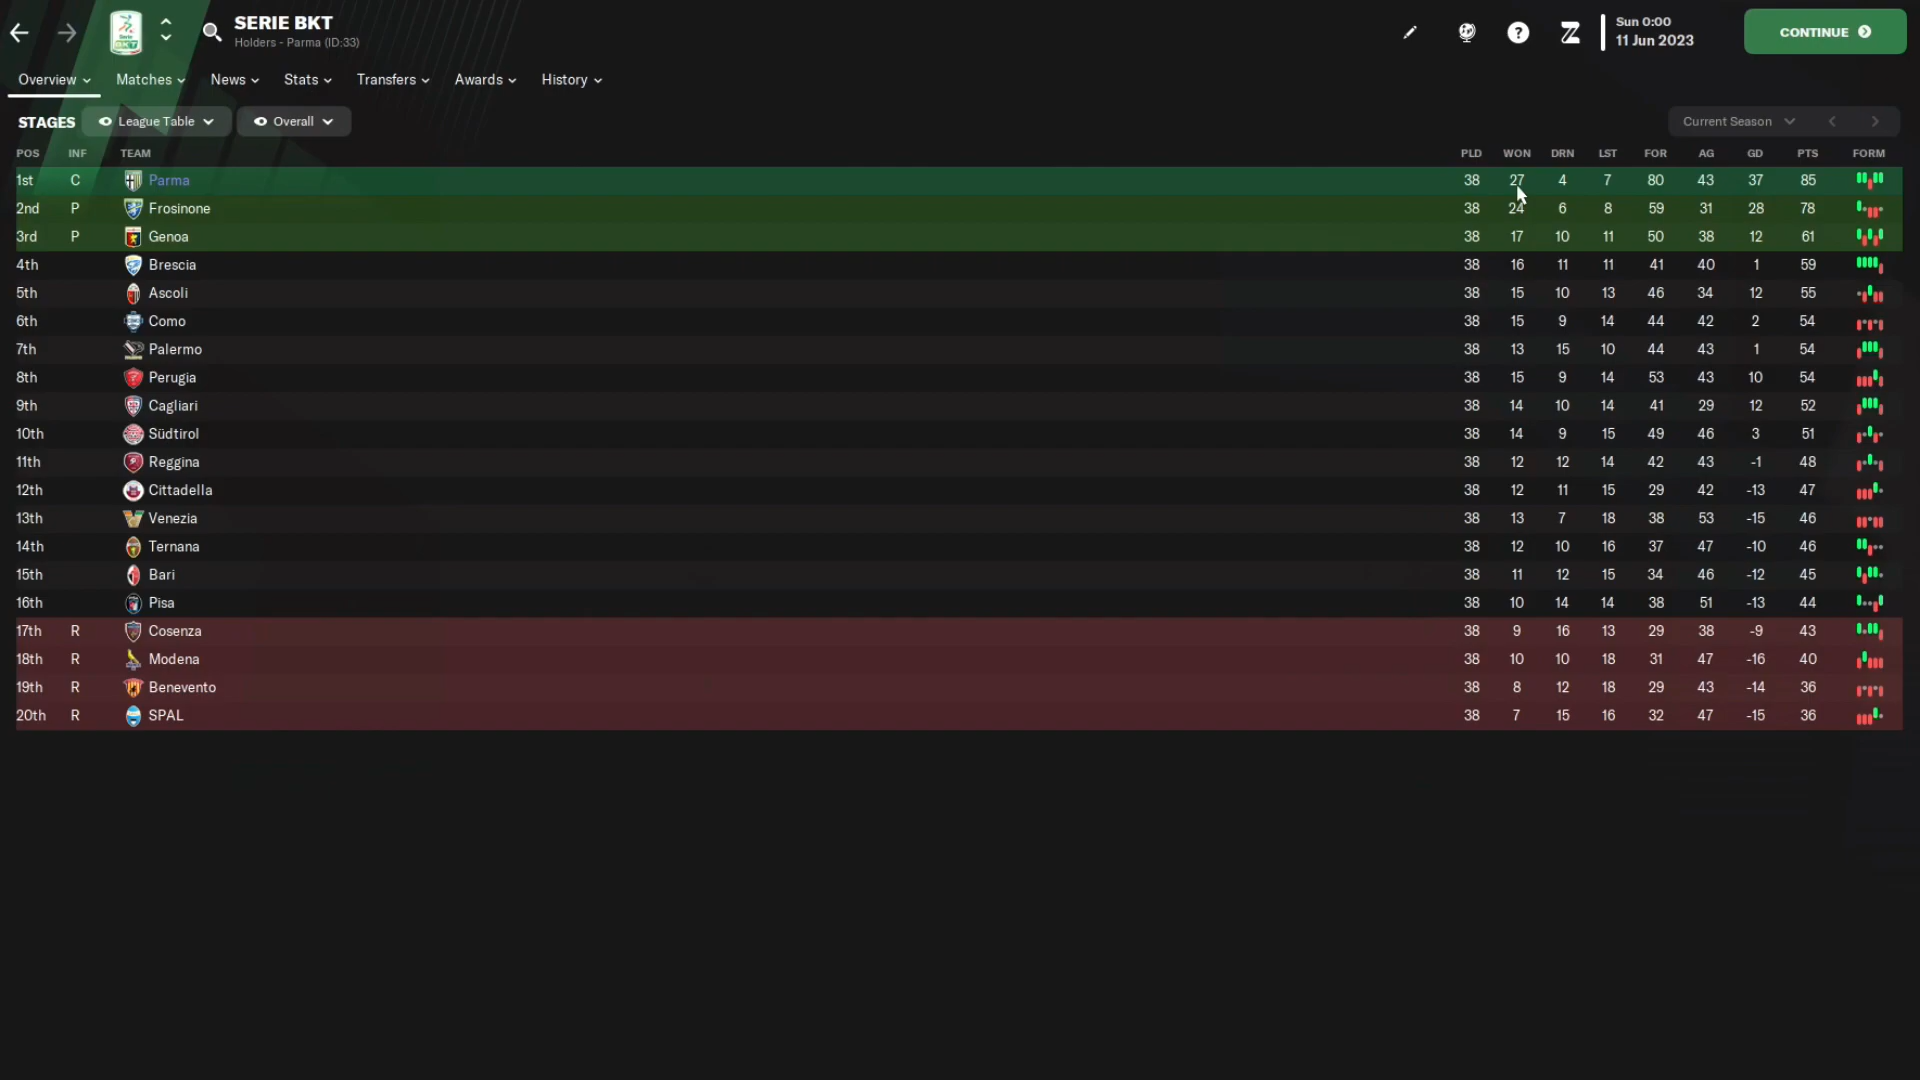 SERIE BKT
Holders - Parma (ID:33)
Sun 0:00
11 Jun 2023
CONTINUE
Overview Matches News Stats Transfers Awards History
STAGES League Table Overall Current Season
POS INF TEAM PLD WON DRN LST FOR AG GD PTS FORM
1st C Parma 38 27 4 7 80 43 37 85
2nd P Frosinone 38 24 6 8 59 31 28 78
3rd P Genoa 38 17 10 11 50 38 12 61
4th Brescia 38 16 11 11 41 40 1 59
5th Ascoli 38 15 10 13 46 34 12 55
6th Como 38 15 9 14 44 42 2 54
7th Palermo 38 13 15 10 44 43 1 54
8th Perugia 38 15 9 14 53 43 10 54
9th Cagliari 38 14 10 14 41 29 12 52
10th Südtirol 38 14 9 15 49 46 3 51
11th Reggina 38 12 12 14 42 43 -1 48
12th Cittadella 38 12 11 15 29 42 -13 47
13th Venezia 38 13 7 18 38 53 -15 46
14th Ternana 38 12 10 16 37 47 -10 46
15th Bari 38 11 12 15 34 46 -12 45
16th Pisa 38 10 14 14 38 51 -13 44
17th R Cosenza 38 9 16 13 29 38 -9 43
18th R Modena 38 10 10 18 31 47 -16 40
19th R Benevento 38 8 12 18 29 43 -14 36
20th R SPAL 38 7 15 16 32 47 -15 36